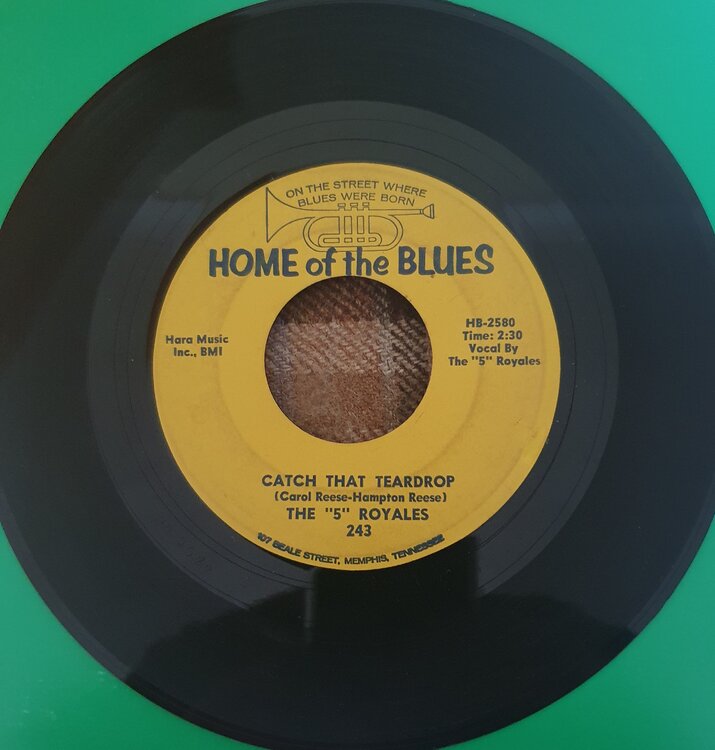 ON THE STREET WHERE
BLUES WERE BORN
HOME of the BLUES
Hara Music
Inc., BMI
HB-2580
Time: 2:30
Vocal By
The "5" Royales
CATCH THAT TEARDROP
(Carol Reese-Hampton Reese)
THE "5" ROYALES
243
107 BEALE STREET, MEMPHIS, TENNESSEE